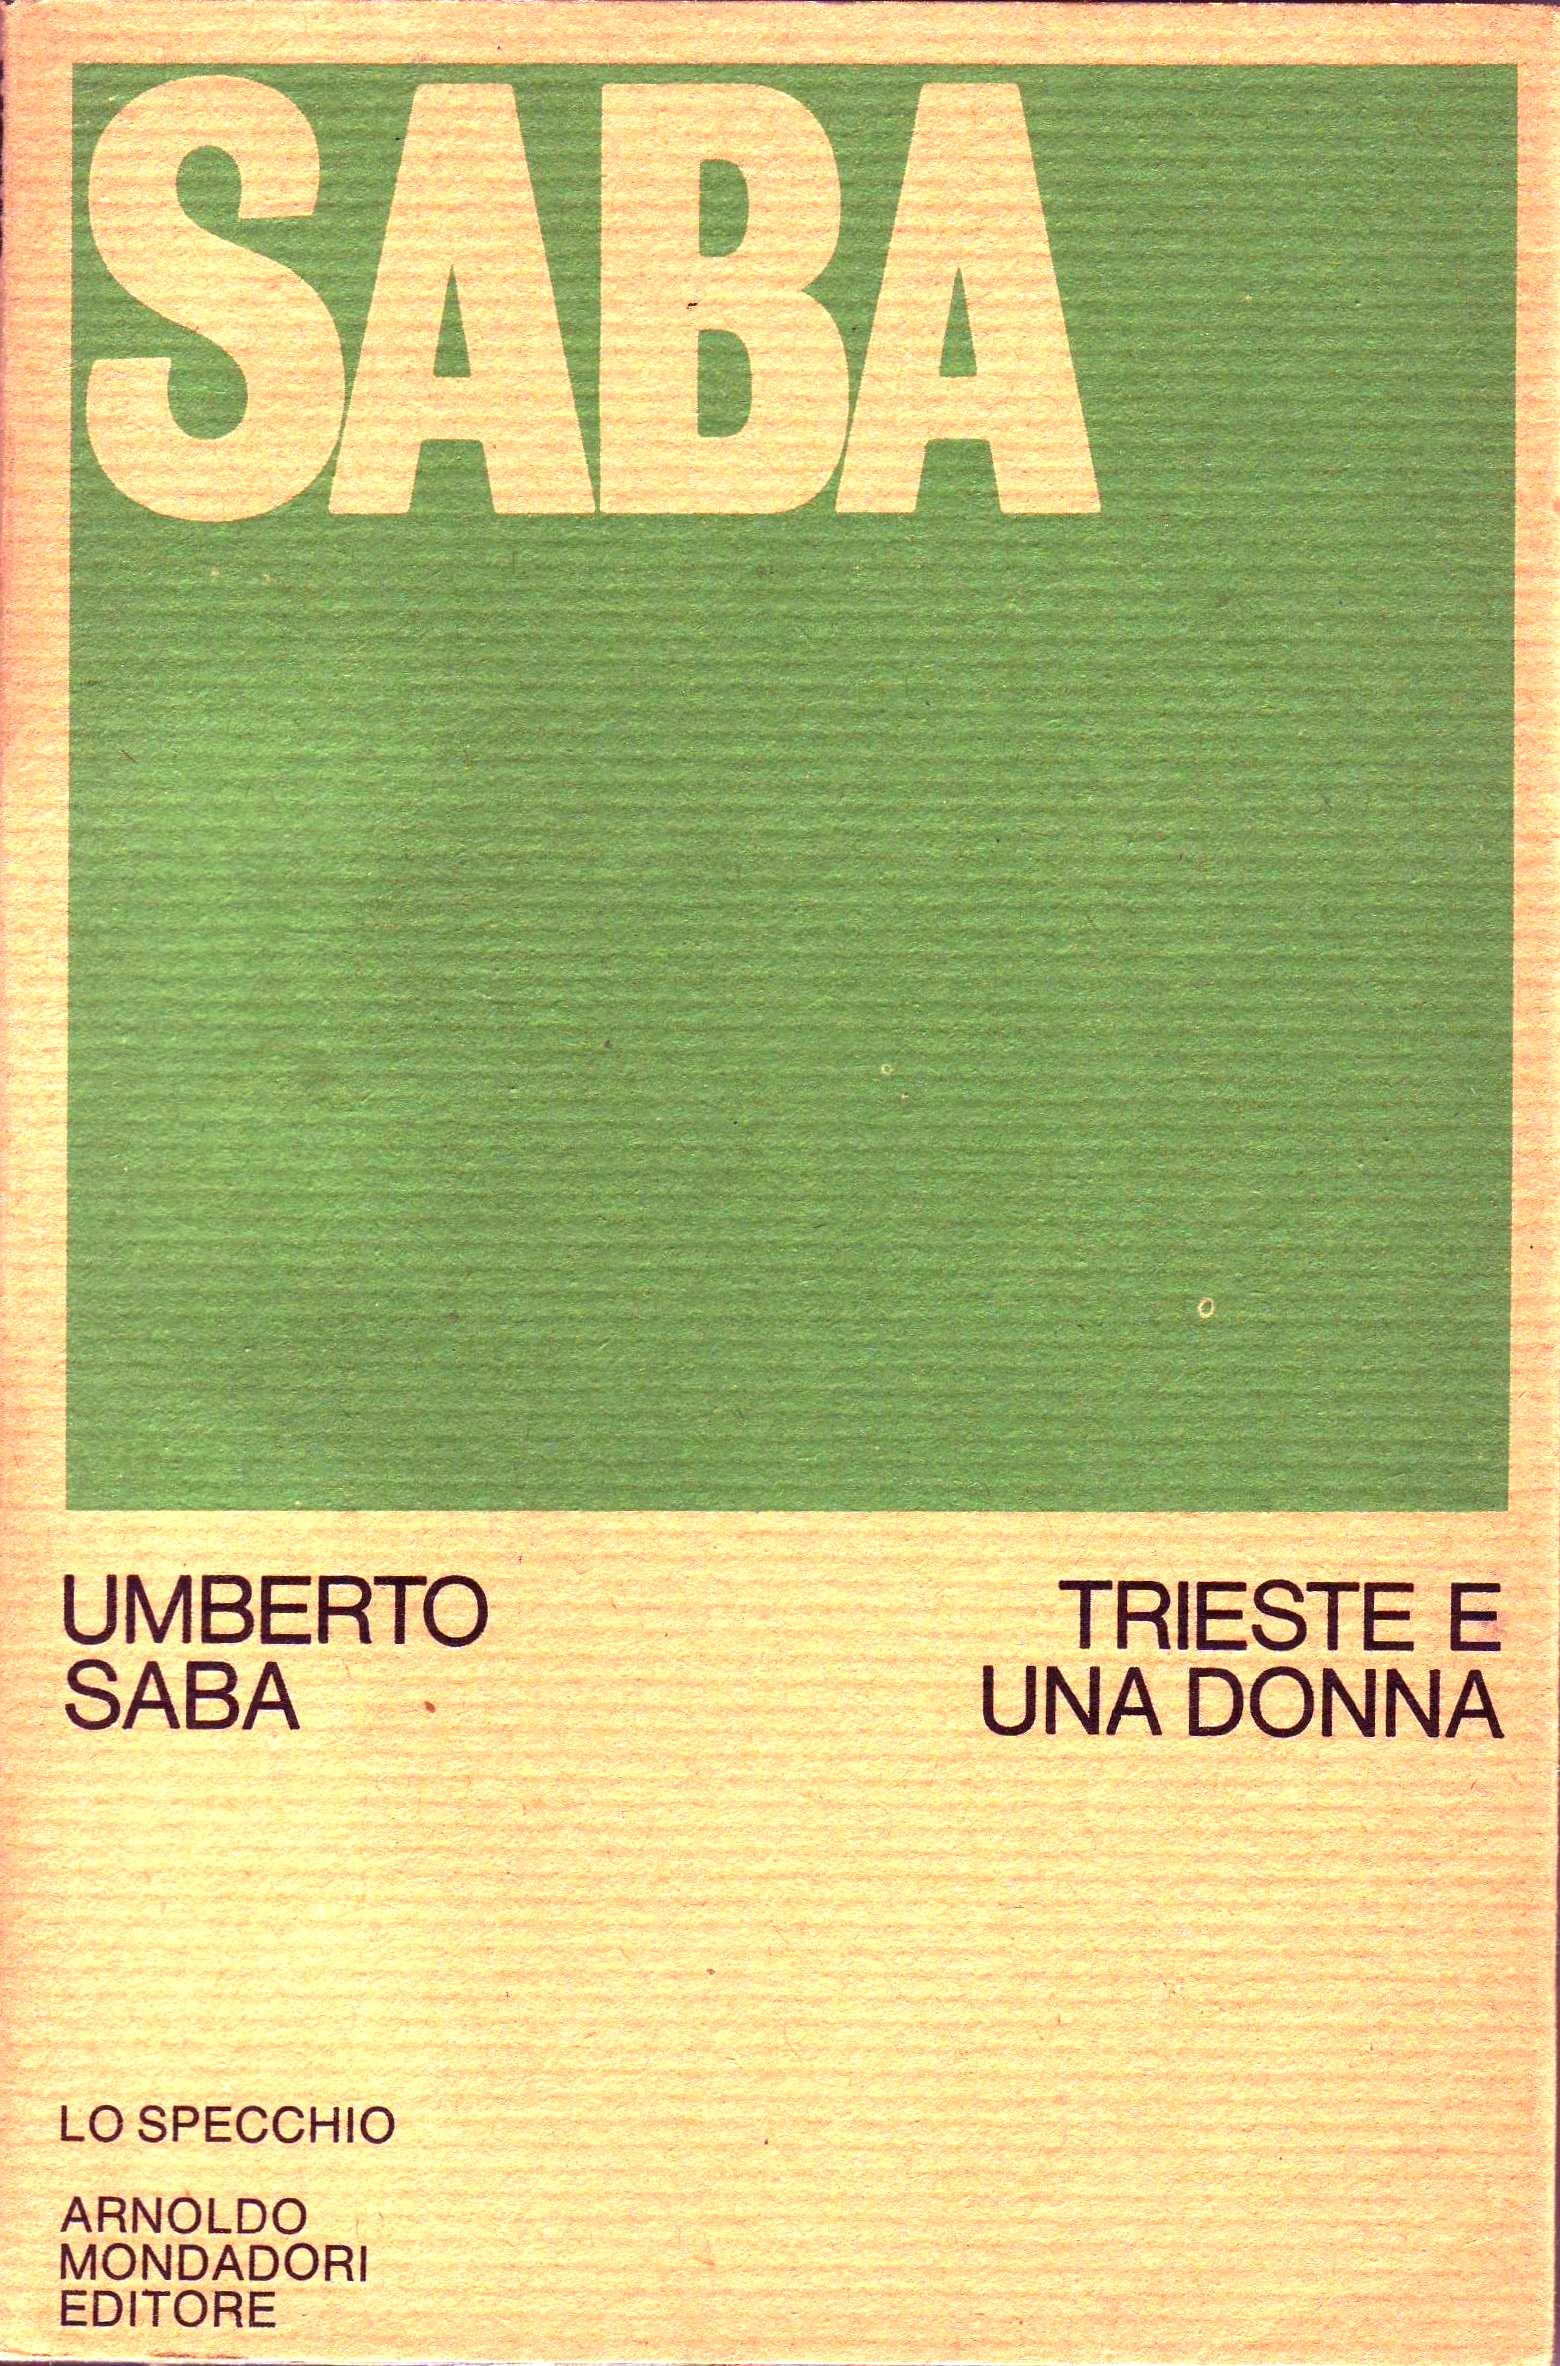 SABA
UMBERTO
SABA
TRIESTE E
UNA DONNA
LO SPECCHIO
ARNOLDO
MONDADORI
EDITORE